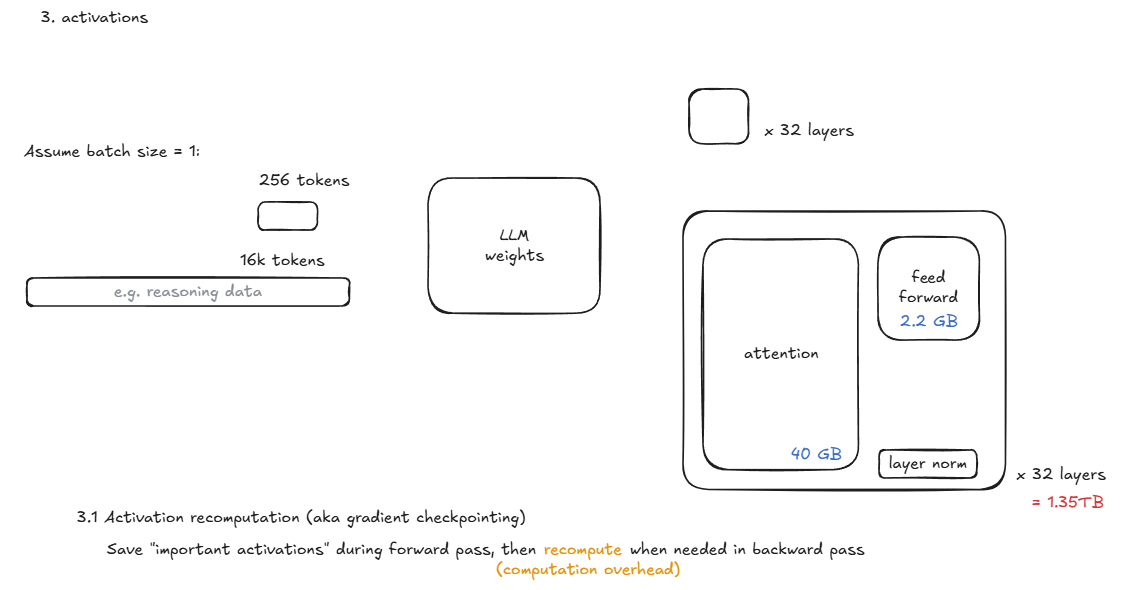 3. activations
x 32 layers
Assume batch size = 1:
256 tokens
16k tokens
e.g. reasoning data
LLM
weights
attention
40 GB
feed
forward
2.2 GB
layer norm
x 32 layers
= 1.35TB
3.1 Activation recomputation (aka gradient checkpointing)
Save "important activations" during forward pass, then recompute when needed in backward pass
(computation overhead)